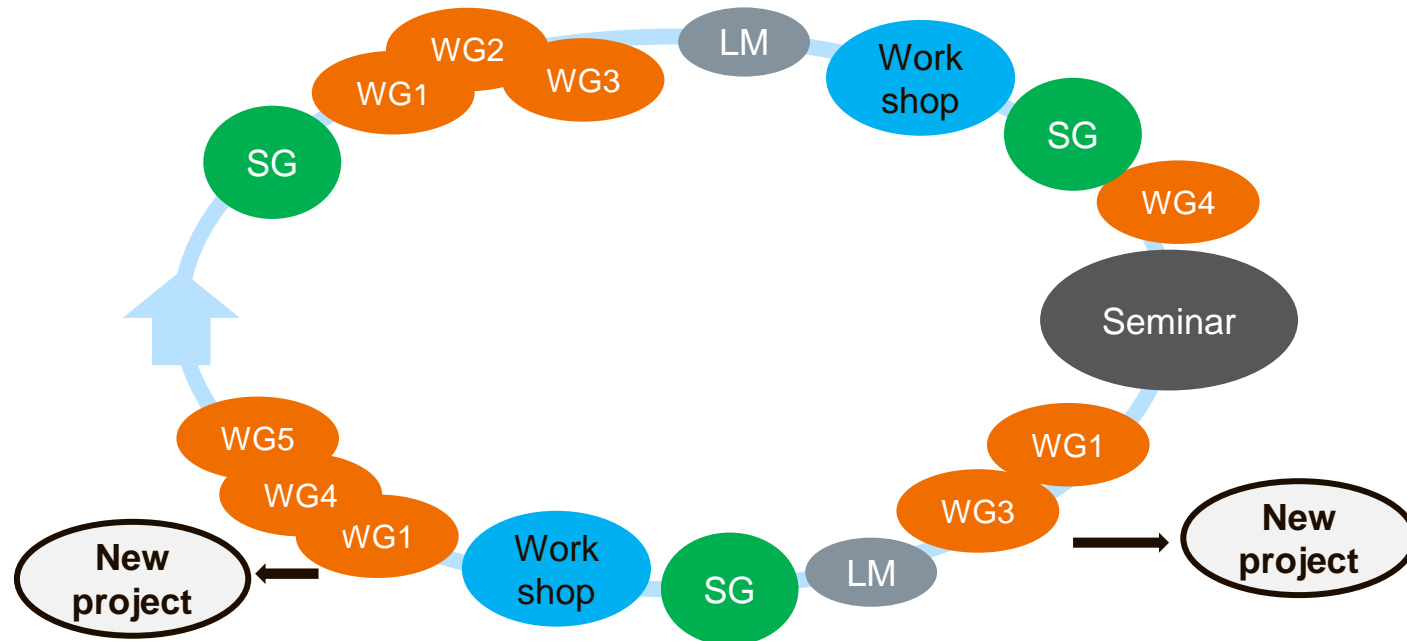 WG2
LM
WG1
WG3
Work
shop
SG
SG
WG4
Seminar
WG5
WG1
WG4
WG3
WG1
New
project
New
project
Work
shop
SG
LM